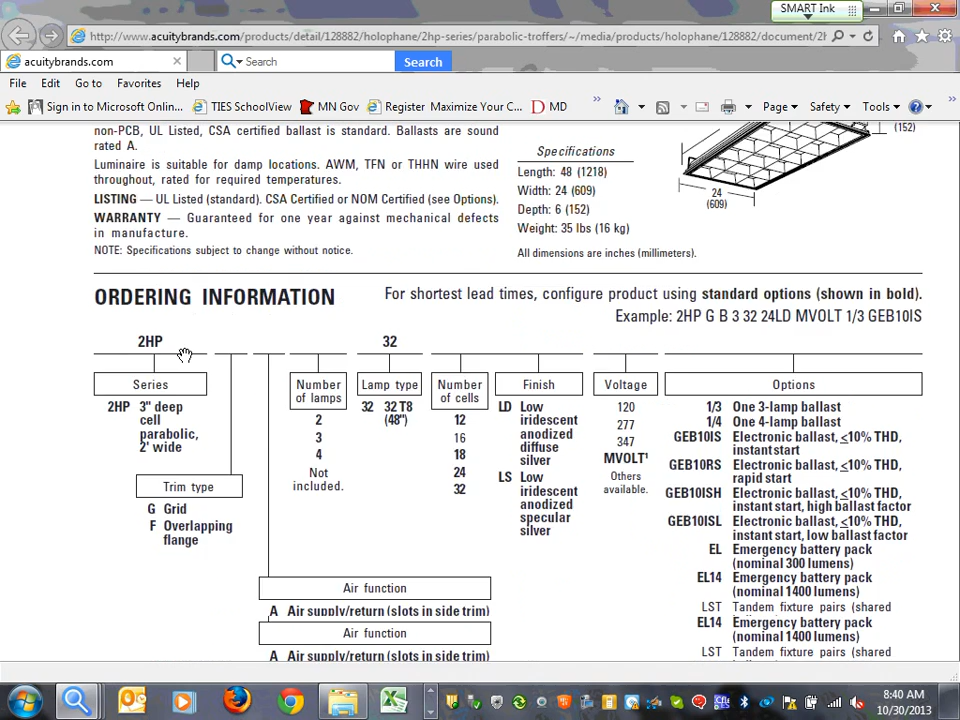 SMART Ink
http://www.acuitybrands.com/products/detail/128882/holophane/2hp-series/parabolic-troffers/~/media/products/holophane/128882/document/2H
acuitybrands.com
Search
Search
File Edit Go to Favorites Help
Sign in to Microsoft Onlin... TIES SchoolView MN Gov Register Maximize Your C... MD
Page Safety Tools
non-PCB, UL Listed, CSA certified ballast is standard. Ballasts are sound
rated A.
Luminaire is suitable for damp locations. AWM, TFN or THHN wire used
throughout, rated for required temperatures.
LISTING — UL Listed (standard). CSA Certified or NOM Certified (see Options).
WARRANTY — Guaranteed for one year against mechanical defects
in manufacture.
NOTE: Specifications subject to change without notice.
Specifications
Length: 48 (1218)
Width: 24 (609)
Depth: 6 (152)
Weight: 35 lbs (16 kg)
All dimensions are inches (millimeters).
(152)
24
(609)
ORDERING INFORMATION
For shortest lead times, configure product using standard options (shown in bold).
Example: 2HP G B 3 32 24LD MVOLT 1/3 GEB10IS
2HP
32
Series
2HP 3" deep
cell
parabolic,
2' wide
Trim type
G Grid
F Overlapping
flange
Number
of lamps
2
3
4
Not
included.
Lamp type
32 32 T8
(48")
Number
of cells
12
16
18
24
32
Finish
LD Low
iridescent
anodized
diffuse
silver
LS Low
iridescent
anodized
specular
silver
Voltage
120
277
347
MVOLT¹
Others
available.
Options
1/3 One 3-lamp ballast
1/4 One 4-lamp ballast
GEB10IS Electronic ballast, <10% THD,
instant start
GEB10RS Electronic ballast, <10% THD,
rapid start
GEB10ISH Electronic ballast, <10% THD,
instant start, high ballast factor
GEB10ISL Electronic ballast, <10% THD,
instant start, low ballast factor
EL Emergency battery pack
(nominal 300 lumens)
EL14 Emergency battery pack
(nominal 1400 lumens)
LST Tandem fixture pairs (shared
EL14 Emergency battery pack
(nominal 1400 lumens)
LST Tandem fixture pairs (shared
Air function
A Air supply/return (slots in side trim)
Air function
A Air supply/return (slots in side trim)
8:40 AM
10/30/2013